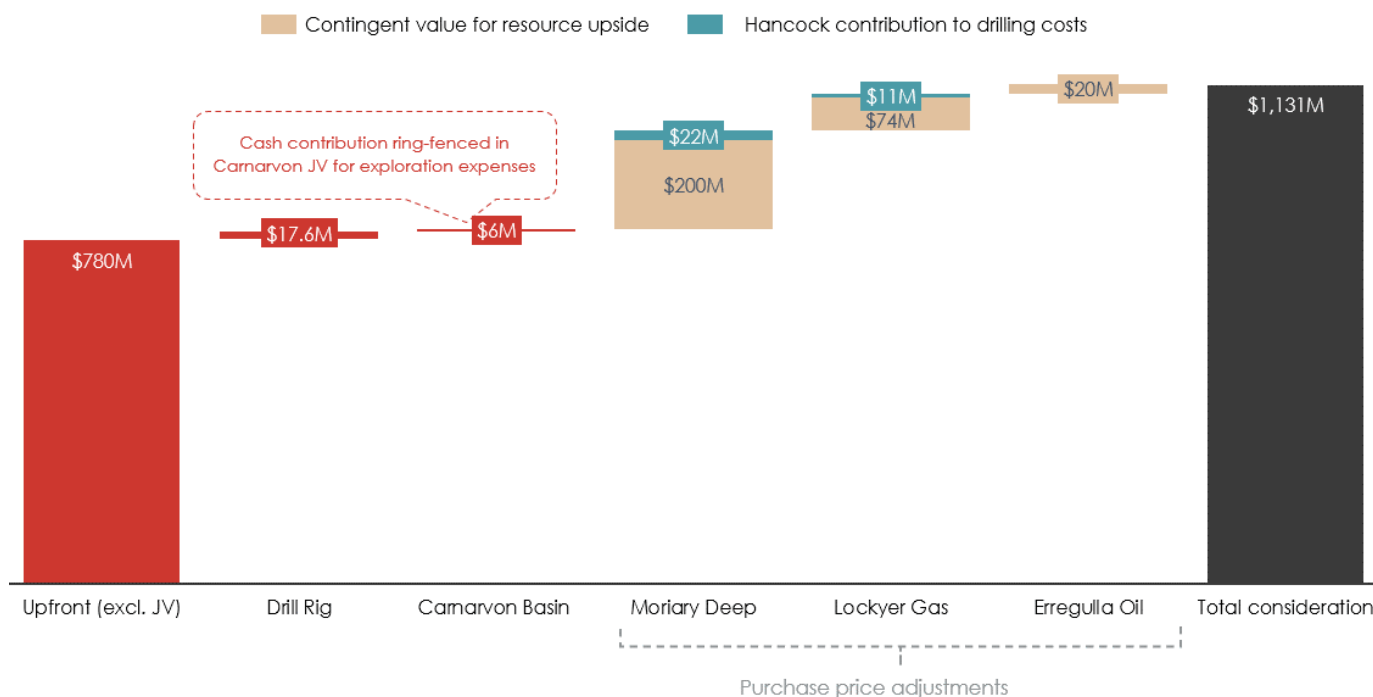 Contingent value for resource upside
Hancock contribution to drilling costs
Cash contribution ring-fenced in
Carnarvon JV for exploration expenses
$780M
$17.6M
$6M
$22M
$200M
$11M
$74M
$20M
$1,131M
Upfront (excl. JV)
Drill Rig
Carnarvon Basin
Moriary Deep
Lockyer Gas
Erregulla Oil
Total consideration
Purchase price adjustments